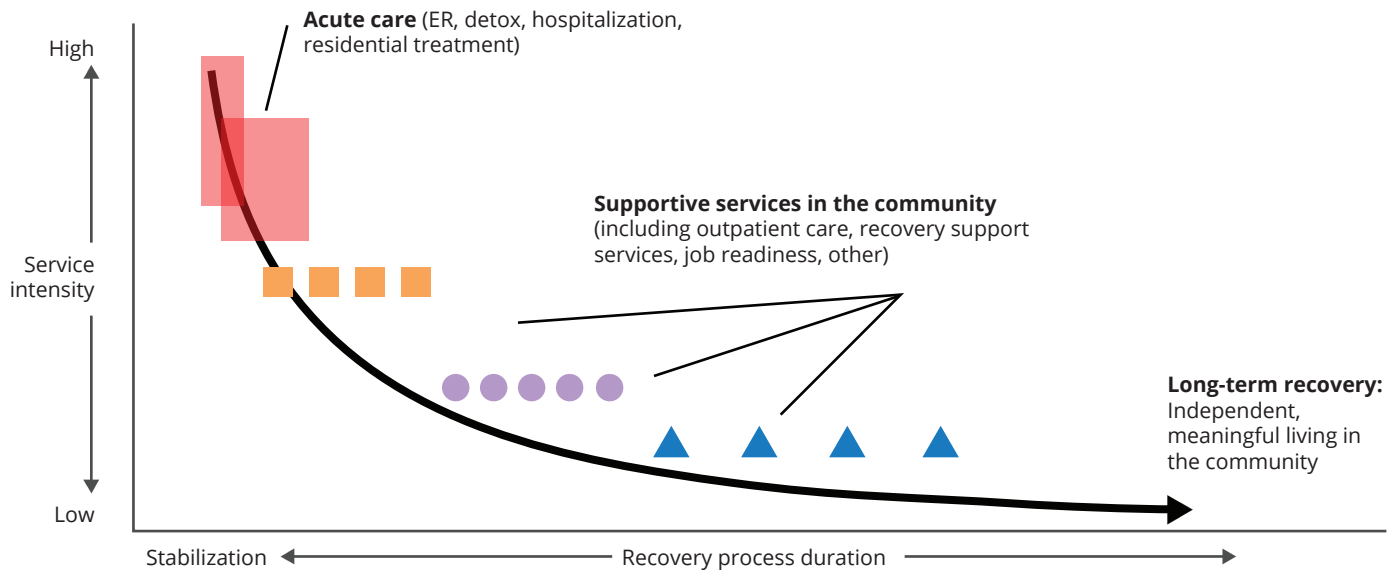 Acute care (ER, detox, hospitalization,
residential treatment)
High
Supportive services in the community
(including outpatient care, recovery support
services, job readiness, other)
Service
intensity
Long-term recovery:
Independent,
meaningful living in
the community
Low
Stabilization
Recovery process duration